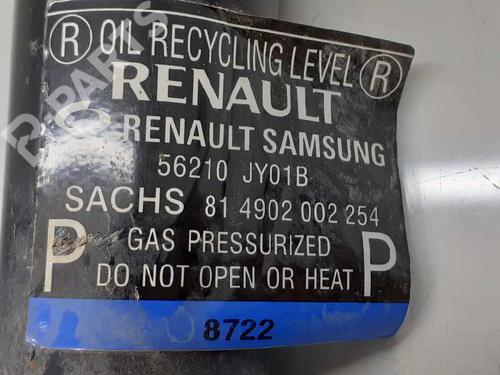 R OIL RECYCLING LEVEL R
RENAULT
RENAULT SAMSUNG
56210 JY01B
SACHS 81 4902 002 254
P GAS PRESSURIZED P
DO NOT OPEN OR HEAT
8722